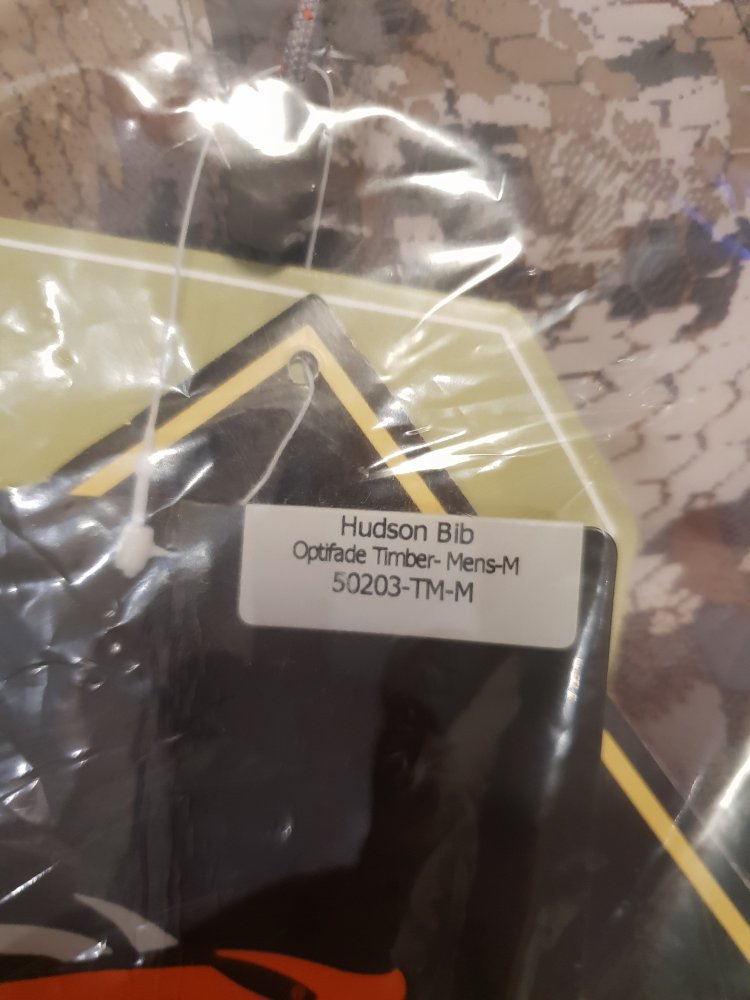 Hudson Bib
Optifade Timber- Mens-M
50203-TM-M